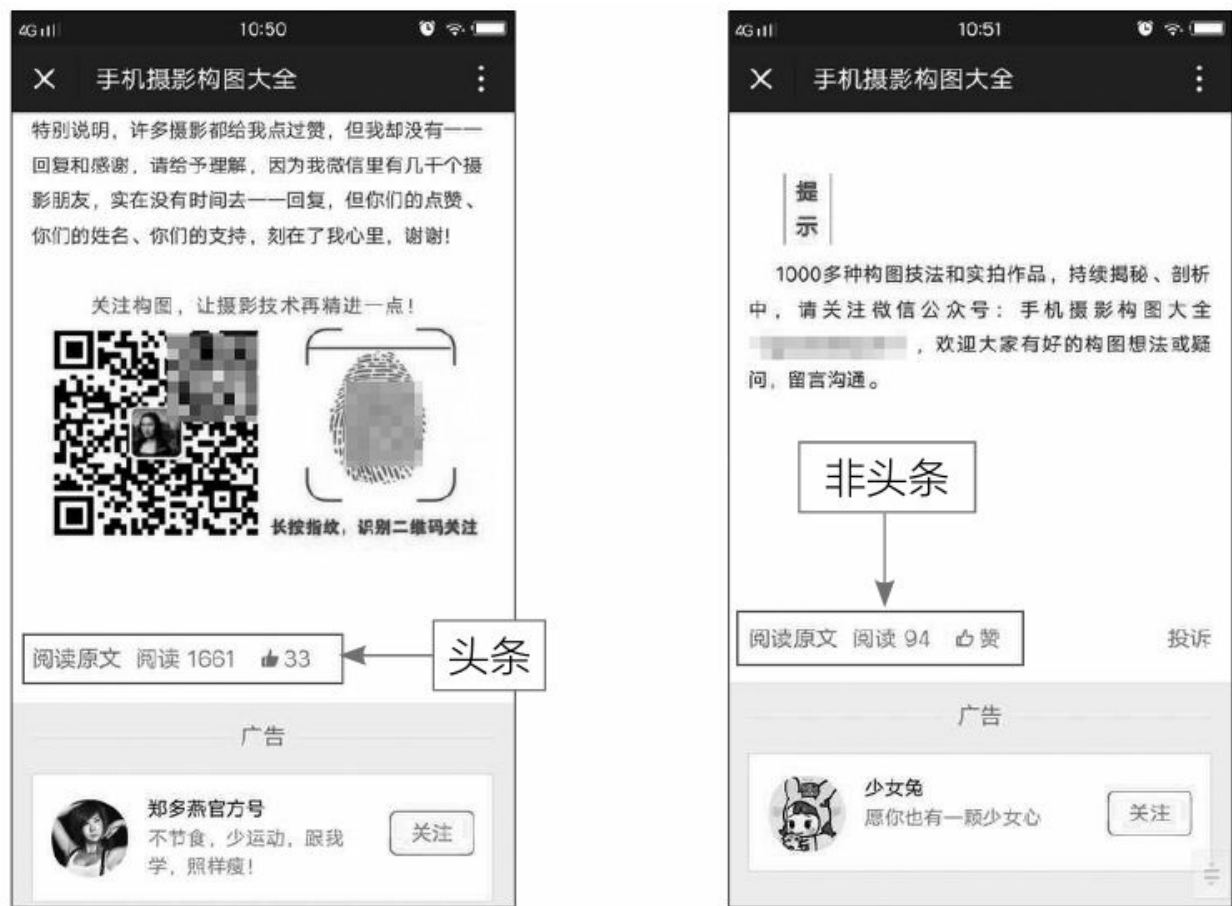 4G
10:50
手机摄影构图大全
特别说明，许多摄影都给我点过赞，但我却没有一一
回复和感谢，请给予理解，因为我微信里有几千个摄
影朋友，实在没有时间去一一回复，但你们的点赞、
你们的姓名、你们的支持，刻在了我心里，谢谢！
关注构图，让摄影技术再精进一点！
长按指纹，识别二维码关注
阅读原文 阅读 1661 33
头条
广告
郑多燕官方号
不节食，少运动，跟我
学，照样瘦！
关注
4G
10:51
手机摄影构图大全
提
示
1000多种构图技法和实拍作品，持续揭秘、剖析
中，请关注微信公众号：手机摄影构图大全
，欢迎大家有好的构图想法或疑
问，留言沟通。
非头条
阅读原文 阅读 94 赞 投诉
广告
少女兔
愿你也有一颗少女心
关注